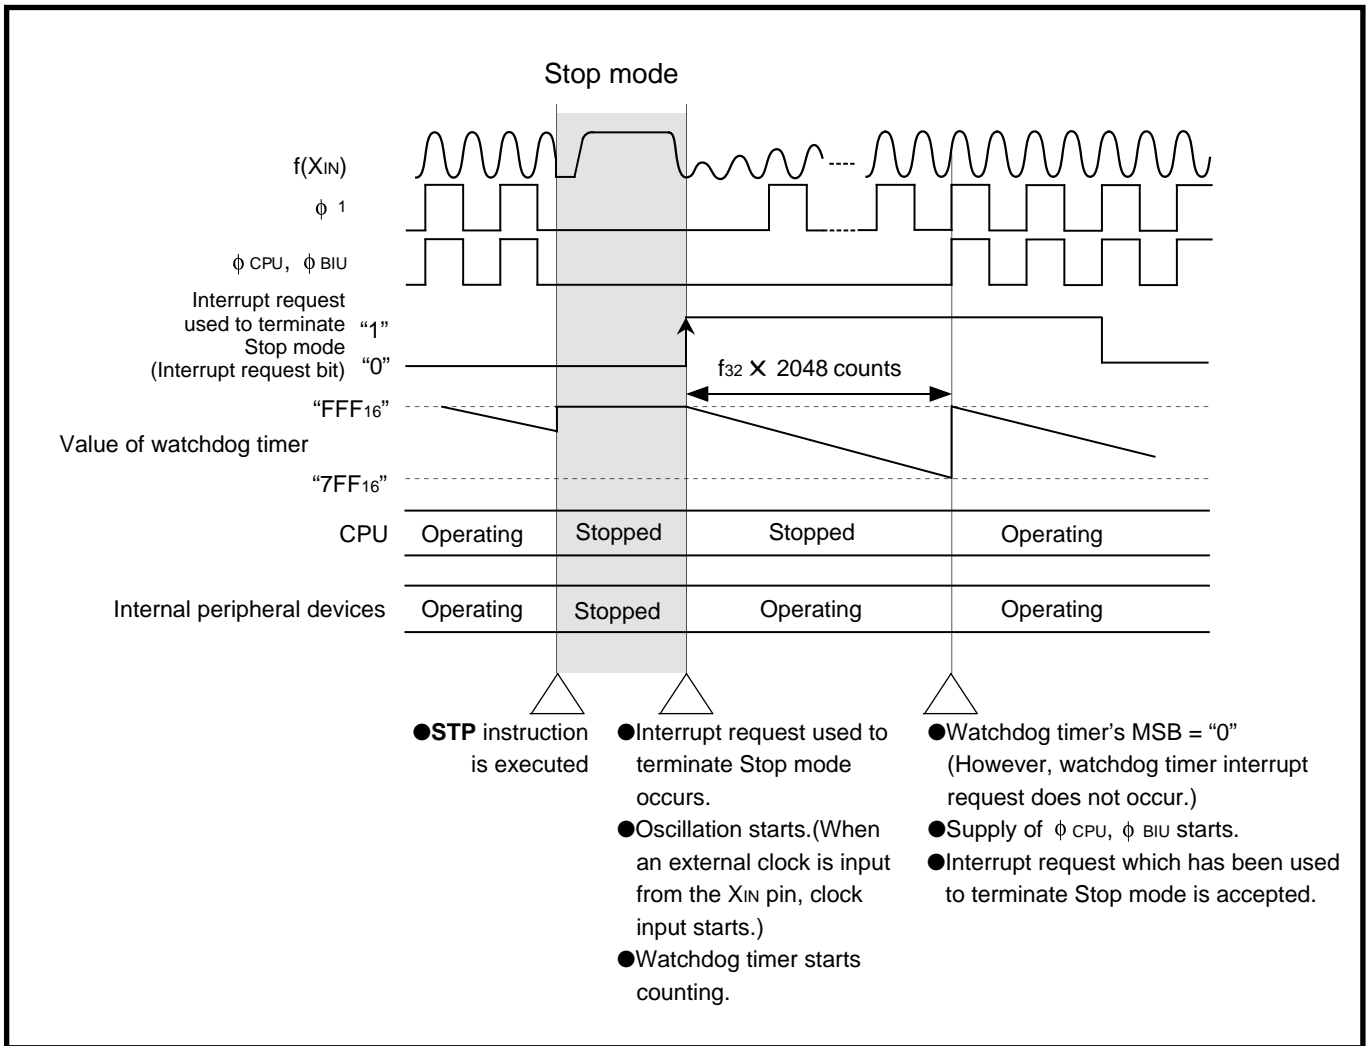 Stop mode
f(XIN)
ϕ 1
ϕ CPU, ϕ BIU
Interrupt request
used to terminate “1”
Stop mode
(Interrupt request bit) “0”
f32 X 2048 counts
“FFF16”
Value of watchdog timer
“7FF16”
CPU Operating Stopped Stopped Operating
Internal peripheral devices Operating Stopped Operating Operating
●STP instruction
is executed
●Interrupt request used to
terminate Stop mode
occurs.
●Oscillation starts.(When
an external clock is input
from the XIN pin, clock
input starts.)
●Watchdog timer starts
counting.
●Watchdog timer’s MSB = “0”
(However, watchdog timer interrupt
request does not occur.)
●Supply of ϕ CPU, ϕ BIU starts.
●Interrupt request which has been used
to terminate Stop mode is accepted.